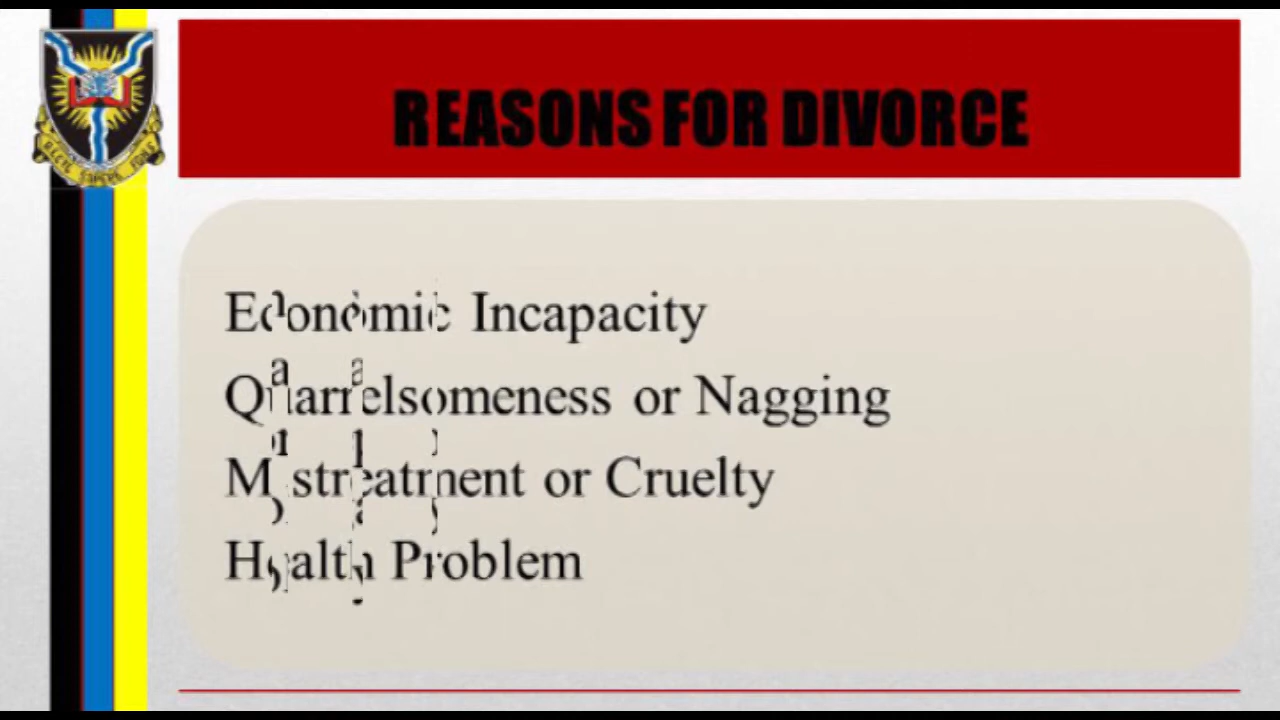 REASONS FOR DIVORCE
Economic Incapacity
Quarrelsomeness or Nagging
Mistreatment or Cruelty
Health Problem